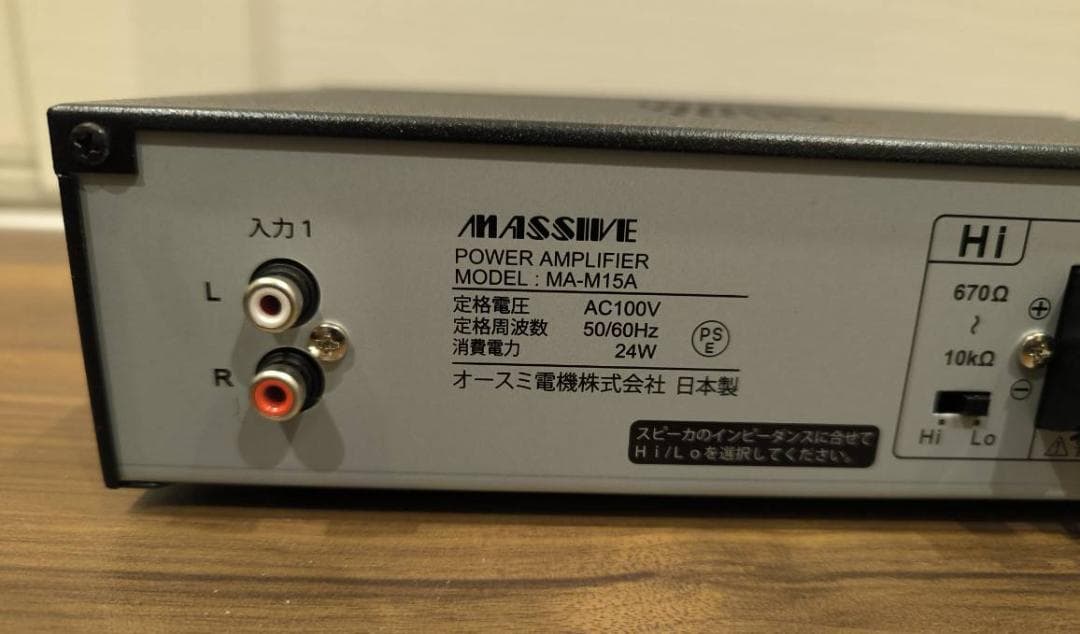 入力1
L
R
MASSIIVE
POWER AMPLIFIER
MODEL : MA-M15A
定格電圧 AC100V
定格周波数 50/60Hz
消費電力 24W
PS
E
オースミ電機株式会社 日本製
スピーカのインピーダンスに合せて
Hi/Loを選択してください。
Hi
670Ω
~
10kΩ
+
−
Hi Lo